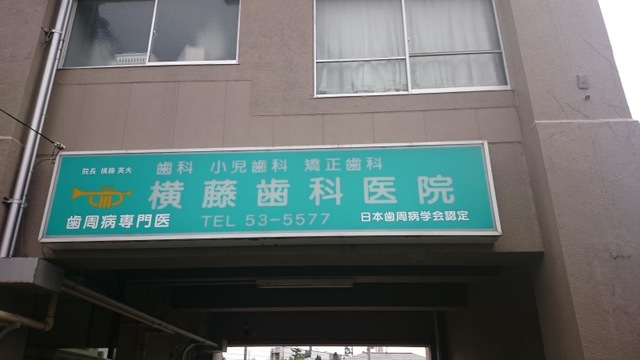 院長 横藤 英夫
歯科 小児歯科 矯正歯科
横藤歯科医院
歯周病専門医 TEL 53-5577 日本歯周病学会認定